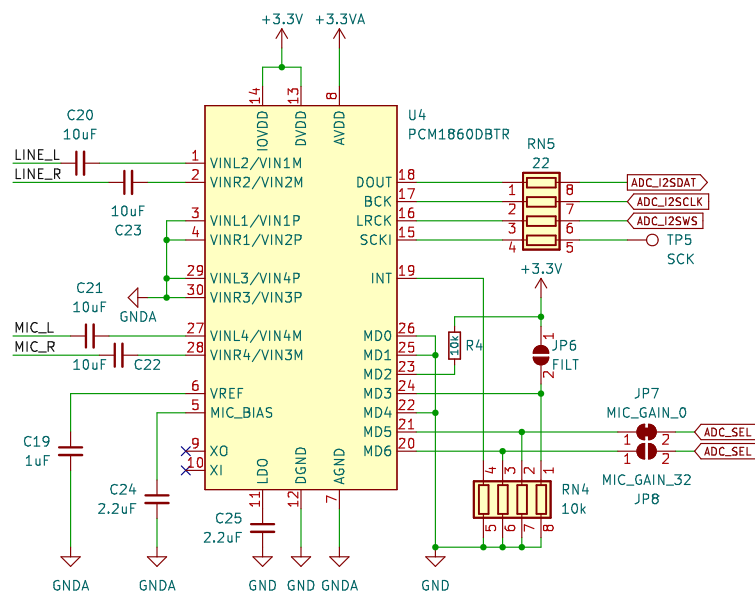 +3.3V
+3.3VA
14
13
8
IOVDD
DVDD
AVDD
U4
PCM1860DBTR
C20
10uF
LINE_L
1
VINL2/VIN1M
LINE_R
2
VINR2/VIN2M
10uF
C23
3
VINL1/VIN1P
4
VINR1/VIN2P
29
VINL3/VIN4P
30
VINR3/VIN3P
GNDA
C21
10uF
MIC_L
27
VINL4/VIN4M
MIC_R
28
VINR4/VIN3M
10uF
C22
6
VREF
5
MIC_BIAS
9
XO
10
XI
C19
1uF
C24
2.2uF
C25
2.2uF
LDO
DGND
AGND
11
12
7
RN5
22
DOUT
18
1
8
ADC_I2SDAT
BCK
17
2
7
ADC_I2SCLK
LRCK
16
3
6
ADC_I2SWS
SCKI
15
4
5
TP5
SCK
INT
19
+3.3V
MD0
26
MD1
25
MD2
23
MD3
24
MD4
22
MD5
21
MD6
20
10k
R4
1
JP6
FILT
2
JP7
MIC_GAIN_0
1
2
ADC_SEL
1
2
ADC_SEL
MIC_GAIN_32
JP8
4
3
2
1
RN4
10k
5
6
7
8
GNDA
GNDA
GND
GND
GNDA
GND